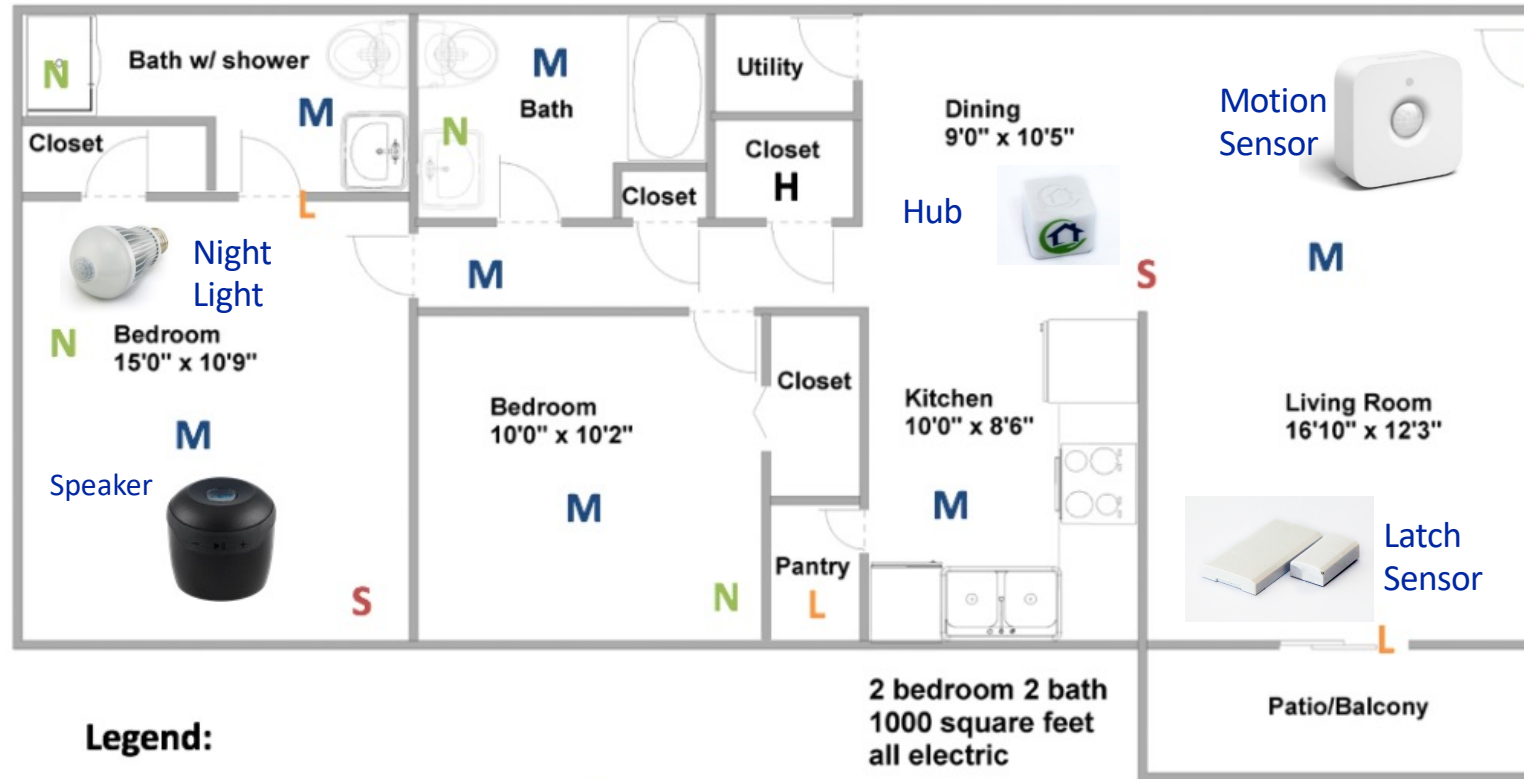 Bath w/ shower
N
M
Closet
L
M
Bath
N
Utility
Closet
H
Closet
Dining
9'0" x 10'5"
Motion
Sensor
Hub
Night
Light
M
S
M
N
Bedroom
15'0" x 10'9"
M
Speaker
S
Bedroom
10'0" x 10'2"
M
N
Closet
Pantry
L
Kitchen
10'0" x 8'6"
M
Living Room
16'10" x 12'3"
Latch
Sensor
L
Patio/Balcony
2 bedroom 2 bath
1000 square feet
all electric
Legend: